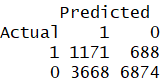 Predicted
Actual 1 0
1 1171 688
0 3668 6874